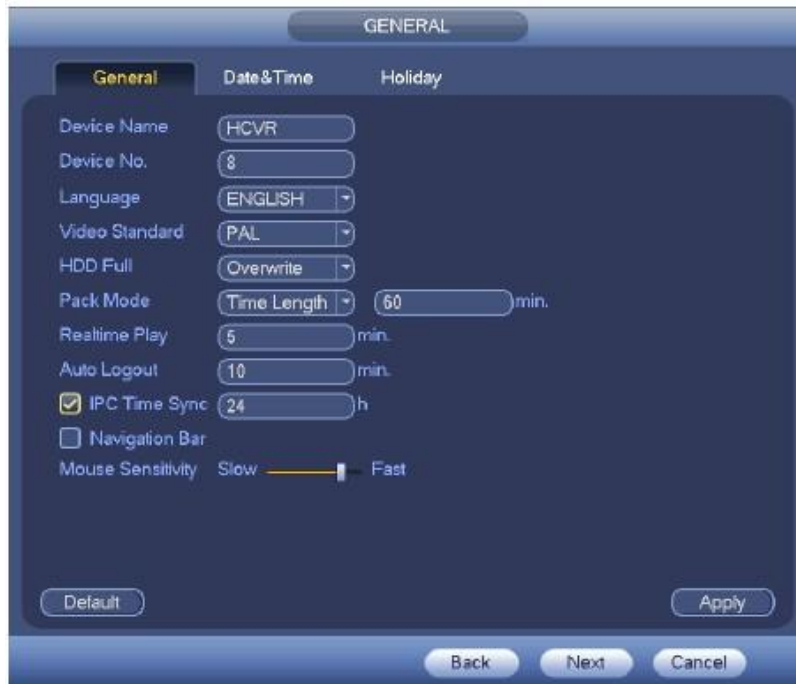 GENERAL
General Date&Time Holiday
Device Name HCVR
Device No. 8
Language ENGLISH
Video Standard PAL
HDD Full Overwrite
Pack Mode Time Length 60 min.
Realtime Play 5 min.
Auto Logout 10 min.
IPC Time Sync 24 h
Navigation Bar
Mouse Sensitivity Slow Fast
Default Apply
Back Next Cancel